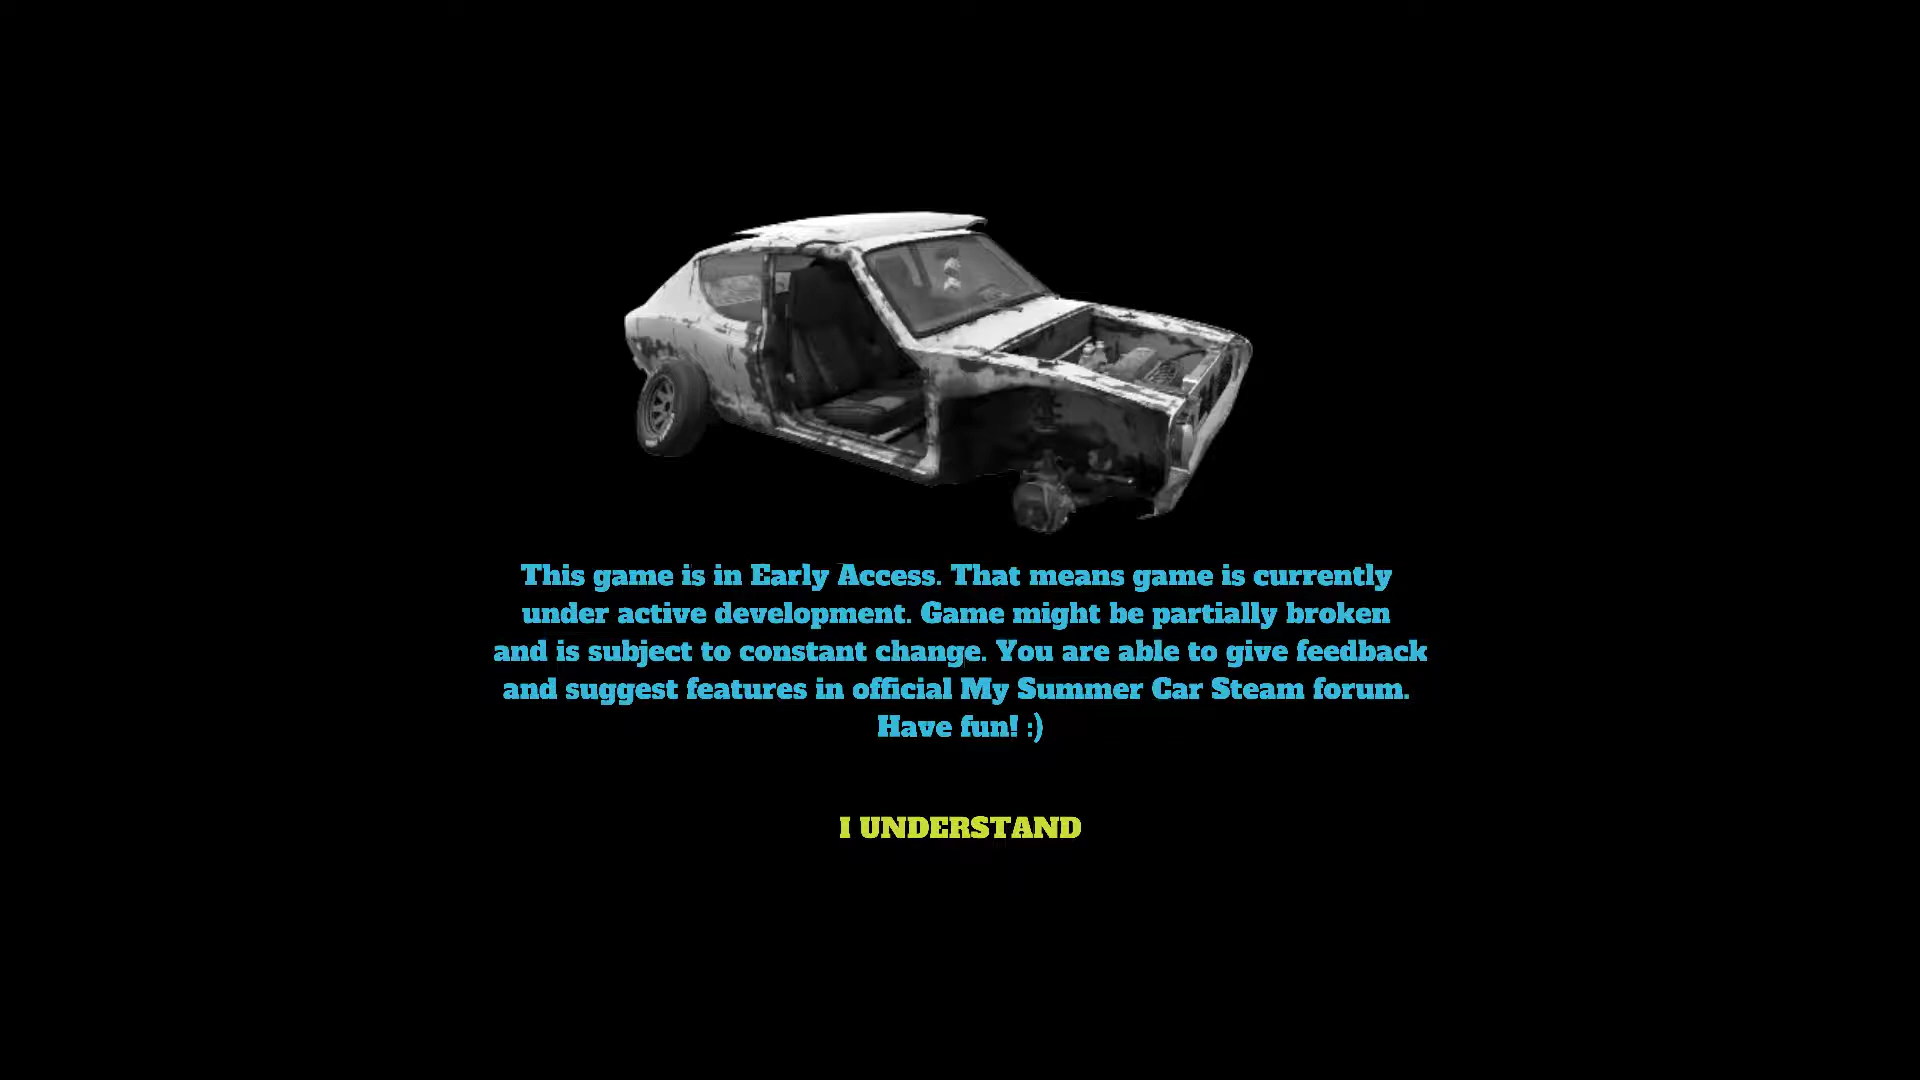 This game is in Early Access. That means game is currently
under active development. Game might be partially broken
and is subject to constant change. You are able to give feedback
and suggest features in official My Summer Car Steam forum.
Have fun! :)
I UNDERSTAND